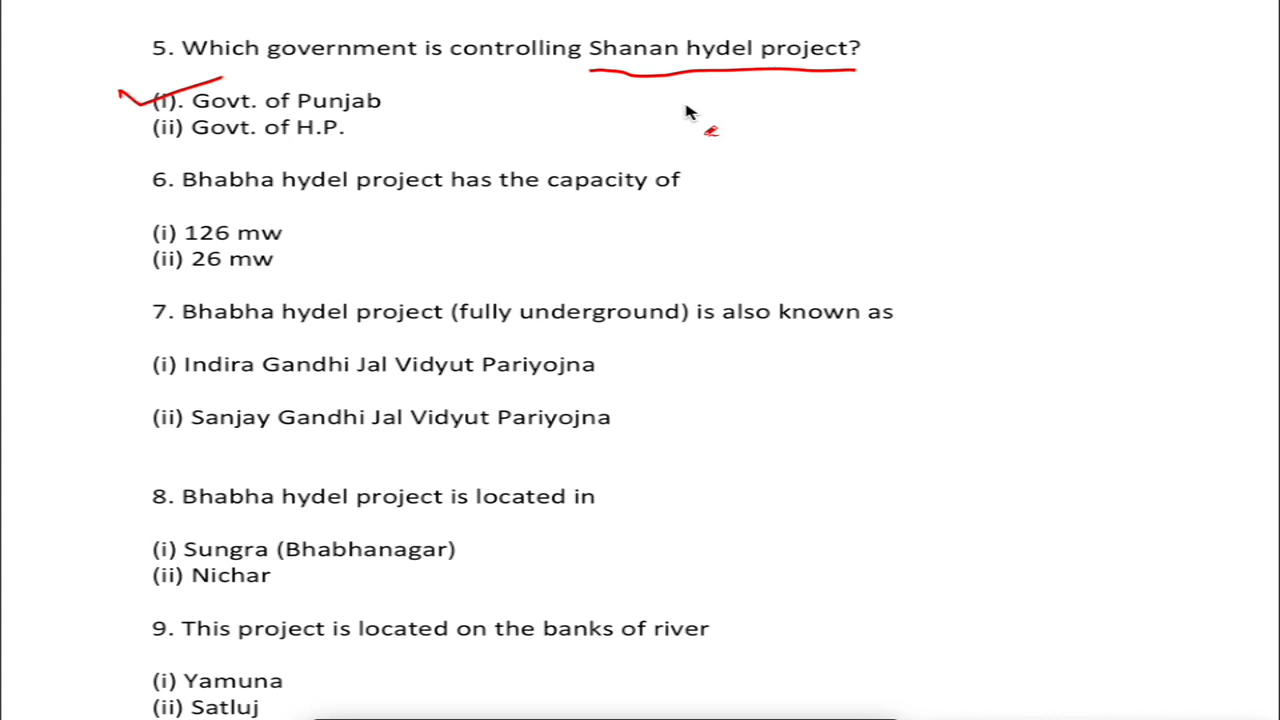 5. Which government is controlling Shanan hydel project?
(i). Govt. of Punjab
(ii) Govt. of H.P.
6. Bhabha hydel project has the capacity of
(i) 126 mw
(ii) 26 mw
7. Bhabha hydel project (fully underground) is also known as
(i) Indira Gandhi Jal Vidyut Pariyojna
(ii) Sanjay Gandhi Jal Vidyut Pariyojna
8. Bhabha hydel project is located in
(i) Sungra (Bhabhanagar)
(ii) Nichar
9. This project is located on the banks of river
(i) Yamuna
(ii) Satluj